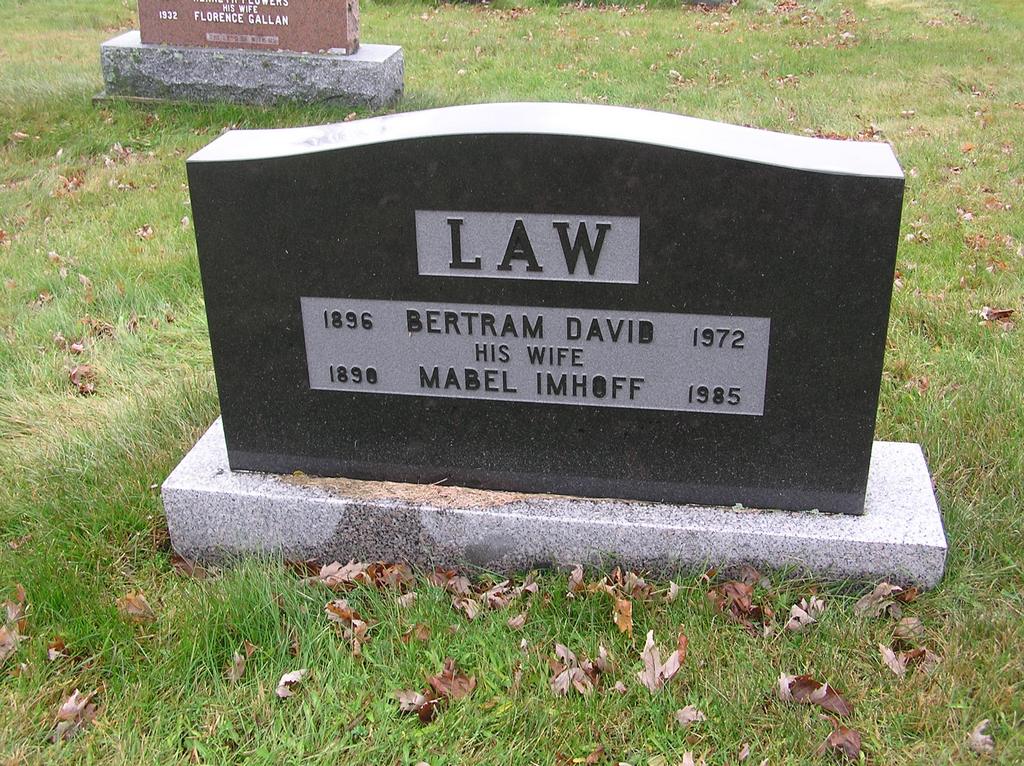 HIS WIFE
1932 FLORENCE GALLAN
LAW
1896 BERTRAM DAVID 1972
HIS WIFE
1890 MABEL IMHOFF 1985